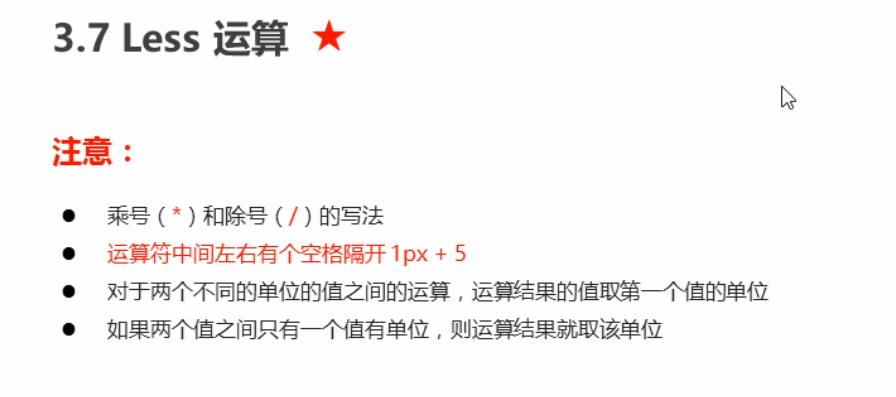 3.7 Less 运算 ★
注意：
● 乘号（*）和除号（/）的写法
● 运算符中间左右有个空格隔开 1px + 5
● 对于两个不同的单位的值之间的运算，运算结果的值取第一个值的单位
● 如果两个值之间只有一个值有单位，则运算结果就取该单位